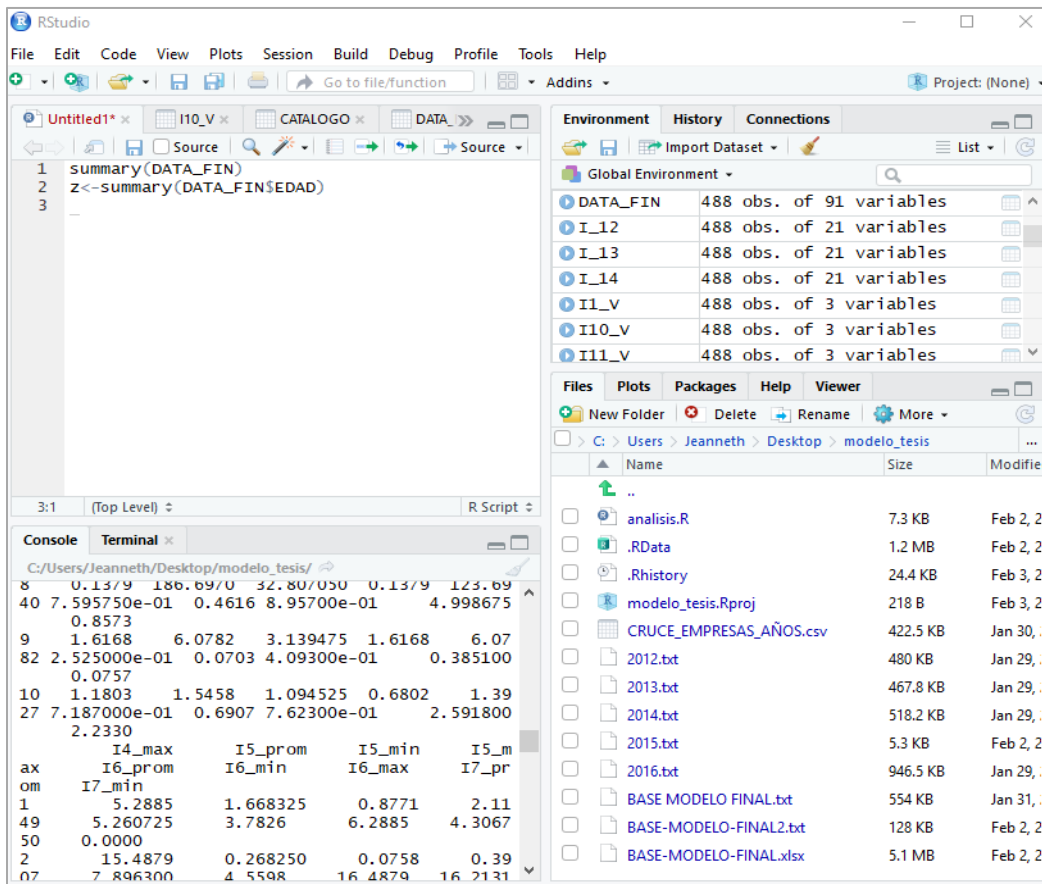 RStudio
File Edit Code View Plots Session Build Debug Profile Tools Help
Go to file/function Addins Project: (None)
Untitled1* I10_V CATALOGO DATA_
Source Source
1 summary(DATA_FIN)
2 z<-summary(DATA_FIN$EDAD)
3
3:1 (Top Level) R Script
Console Terminal
C:/Users/Jeanneth/Desktop/modelo_tesis/
8 0.1379 186.6970 32.807050 0.1379 123.69
40 7.595750e-01 0.4616 8.95700e-01 4.998675
0.8573
9 1.6168 6.0782 3.139475 1.6168 6.07
82 2.525000e-01 0.0703 4.09300e-01 0.385100
0.0757
10 1.1803 1.5458 1.094525 0.6802 1.39
27 7.187000e-01 0.6907 7.62300e-01 2.591800
2.2330
I4_max I5_prom I5_min I5_m
ax I6_prom I6_min I6_max I7_pr
om I7_min
1 5.2885 1.668325 0.8771 2.11
49 5.260725 3.7826 6.2885 4.3067
50 0.0000
2 15.4879 0.268250 0.0758 0.39
07 7.896300 4.5598 16.4879 16.2131
Environment History Connections
Import Dataset List
Global Environment
DATA_FIN 488 obs. of 91 variables
I_12 488 obs. of 21 variables
I_13 488 obs. of 21 variables
I_14 488 obs. of 21 variables
I1_V 488 obs. of 3 variables
I10_V 488 obs. of 3 variables
I11_V 488 obs. of 3 variables
Files Plots Packages Help Viewer
New Folder Delete Rename More
C: > Users > Jeanneth > Desktop > modelo_tesis ...
Name Size Modifie
..
analisis.R 7.3 KB Feb 2, 2
.RData 1.2 MB Feb 2, 2
.Rhistory 24.4 KB Feb 3, 2
modelo_tesis.Rproj 218 B Feb 3, 2
CRUCE_EMPRESAS_AÑOS.csv 422.5 KB Jan 30,
2012.txt 480 KB Jan 29,
2013.txt 467.8 KB Jan 29,
2014.txt 518.2 KB Jan 29,
2015.txt 5.3 KB Feb 2, 2
2016.txt 946.5 KB Jan 29,
BASE MODELO FINAL.txt 554 KB Jan 31,
BASE-MODELO-FINAL2.txt 128 KB Feb 2, 2
BASE-MODELO-FINAL.xlsx 5.1 MB Feb 2, 2